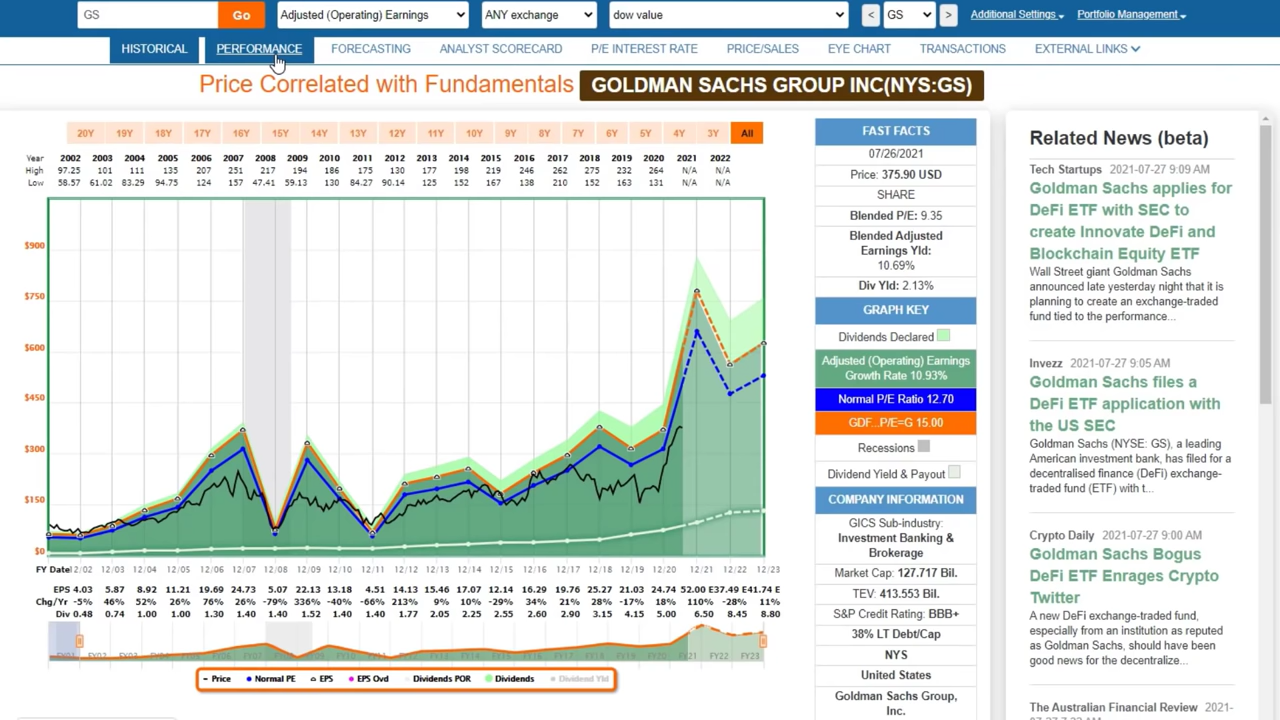 GS Go Adjusted (Operating) Earnings ANY exchange dow value < GS > Additional Settings Portfolio Management
HISTORICAL PERFORMANCE FORECASTING ANALYST SCORECARD P/E INTEREST RATE PRICE/SALES EYE CHART TRANSACTIONS EXTERNAL LINKS
Price Correlated with Fundamentals GOLDMAN SACHS GROUP INC(NYS:GS)
20Y 19Y 18Y 17Y 16Y 15Y 14Y 13Y 12Y 11Y 10Y 9Y 8Y 7Y 6Y 5Y 4Y 3Y All
Year 2002 2003 2004 2005 2006 2007 2008 2009 2010 2011 2012 2013 2014 2015 2016 2017 2018 2019 2020 2021 2022
High 97.25 101 111 135 207 251 217 194 186 175 130 177 198 219 246 262 275 232 264 N/A N/A
Low 58.57 61.02 83.29 94.75 124 157 47.41 59.13 130 84.27 90.14 125 152 167 138 210 152 163 131 N/A N/A
$900
$750
$600
$450
$300
$150
$0
FY Date 12/02 12/03 12/04 12/05 12/06 12/07 12/08 12/09 12/10 12/11 12/12 12/13 12/14 12/15 12/16 12/17 12/18 12/19 12/20 12/21 12/22 12/23
EPS 4.03 5.87 8.92 11.21 19.69 24.73 5.07 22.13 13.18 4.51 14.13 15.46 17.07 12.14 16.29 19.76 25.27 21.03 24.74 52.00 E 37.49 E 41.74 E
Chg/Yr -5% 46% 52% 26% 76% 26% -79% 336% -40% -66% 213% 9% 10% -29% 34% 21% 28% -17% 18% 110% -28% 11%
Div 0.48 0.74 1.00 1.00 1.30 1.40 1.40 1.52 1.40 1.40 1.77 2.05 2.25 2.55 2.60 2.90 3.15 4.15 5.00 6.50 8.45 8.80
Price Normal PE EPS EPS Ovd Dividends POR Dividends Dividend Yld
FAST FACTS
07/26/2021
Price: 375.90 USD
SHARE
Blended P/E: 9.35
Blended Adjusted
Earnings Yld:
10.69%
Div Yld: 2.13%
GRAPH KEY
Dividends Declared
Adjusted (Operating) Earnings
Growth Rate 10.93%
Normal P/E Ratio 12.70
GDF...P/E=G 15.00
Recessions
Dividend Yield & Payout
COMPANY INFORMATION
GICS Sub-industry:
Investment Banking &
Brokerage
Market Cap: 127.717 Bil.
TEV: 413.553 Bil.
S&P Credit Rating: BBB+
38% LT Debt/Cap
NYS
United States
Goldman Sachs Group,
Inc.
Related News (beta)
Tech Startups 2021-07-27 9:09 AM
Goldman Sachs applies for
DeFi ETF with SEC to
create Innovate DeFi and
Blockchain Equity ETF
Wall Street giant Goldman Sachs
announced late yesterday night that it is
planning to create an exchange-traded
fund tied to the performance...
Invezz 2021-07-27 9:05 AM
Goldman Sachs files a
DeFi ETF application with
the US SEC
Goldman Sachs (NYSE: GS), a leading
American investment bank, has filed for a
decentralised finance (DeFi) exchange-
traded fund (ETF) with t...
Crypto Daily 2021-07-27 9:00 AM
Goldman Sachs Bogus
DeFi ETF Enrages Crypto
Twitter
A new DeFi exchange-traded fund,
especially from an institution as reputed
as Goldman Sachs, should have been
good news for the decentralize...
The Australian Financial Review 2021-